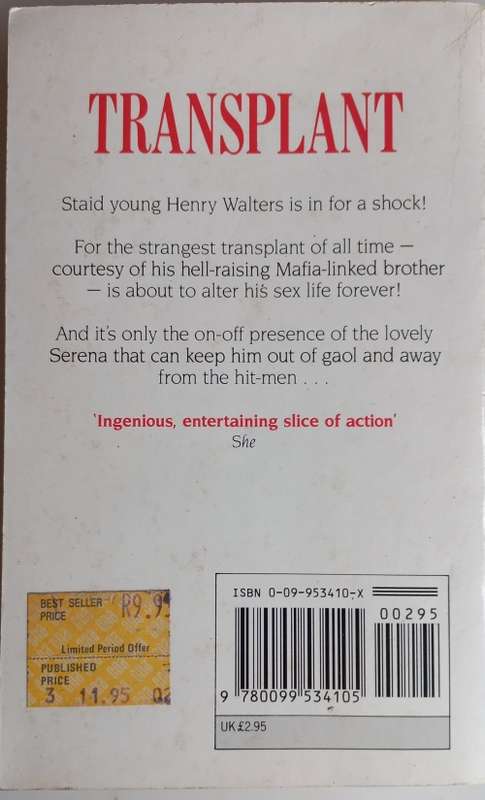 TRANSPLANT
Staid young Henry Walters is in for a shock!
For the strangest transplant of all time —
courtesy of his hell-raising Mafia-linked brother
— is about to alter his sex life forever!
And it's only the on-off presence of the lovely
Serena that can keep him out of gaol and away
from the hit-men . . .
'Ingenious, entertaining slice of action'
She
BEST SELLER
PRICE R9.95
Limited Period Offer
PUBLISHED
PRICE
3 11.95 02
ISBN 0-09-953410-X
00295
9 780099 534105
UK £2.95